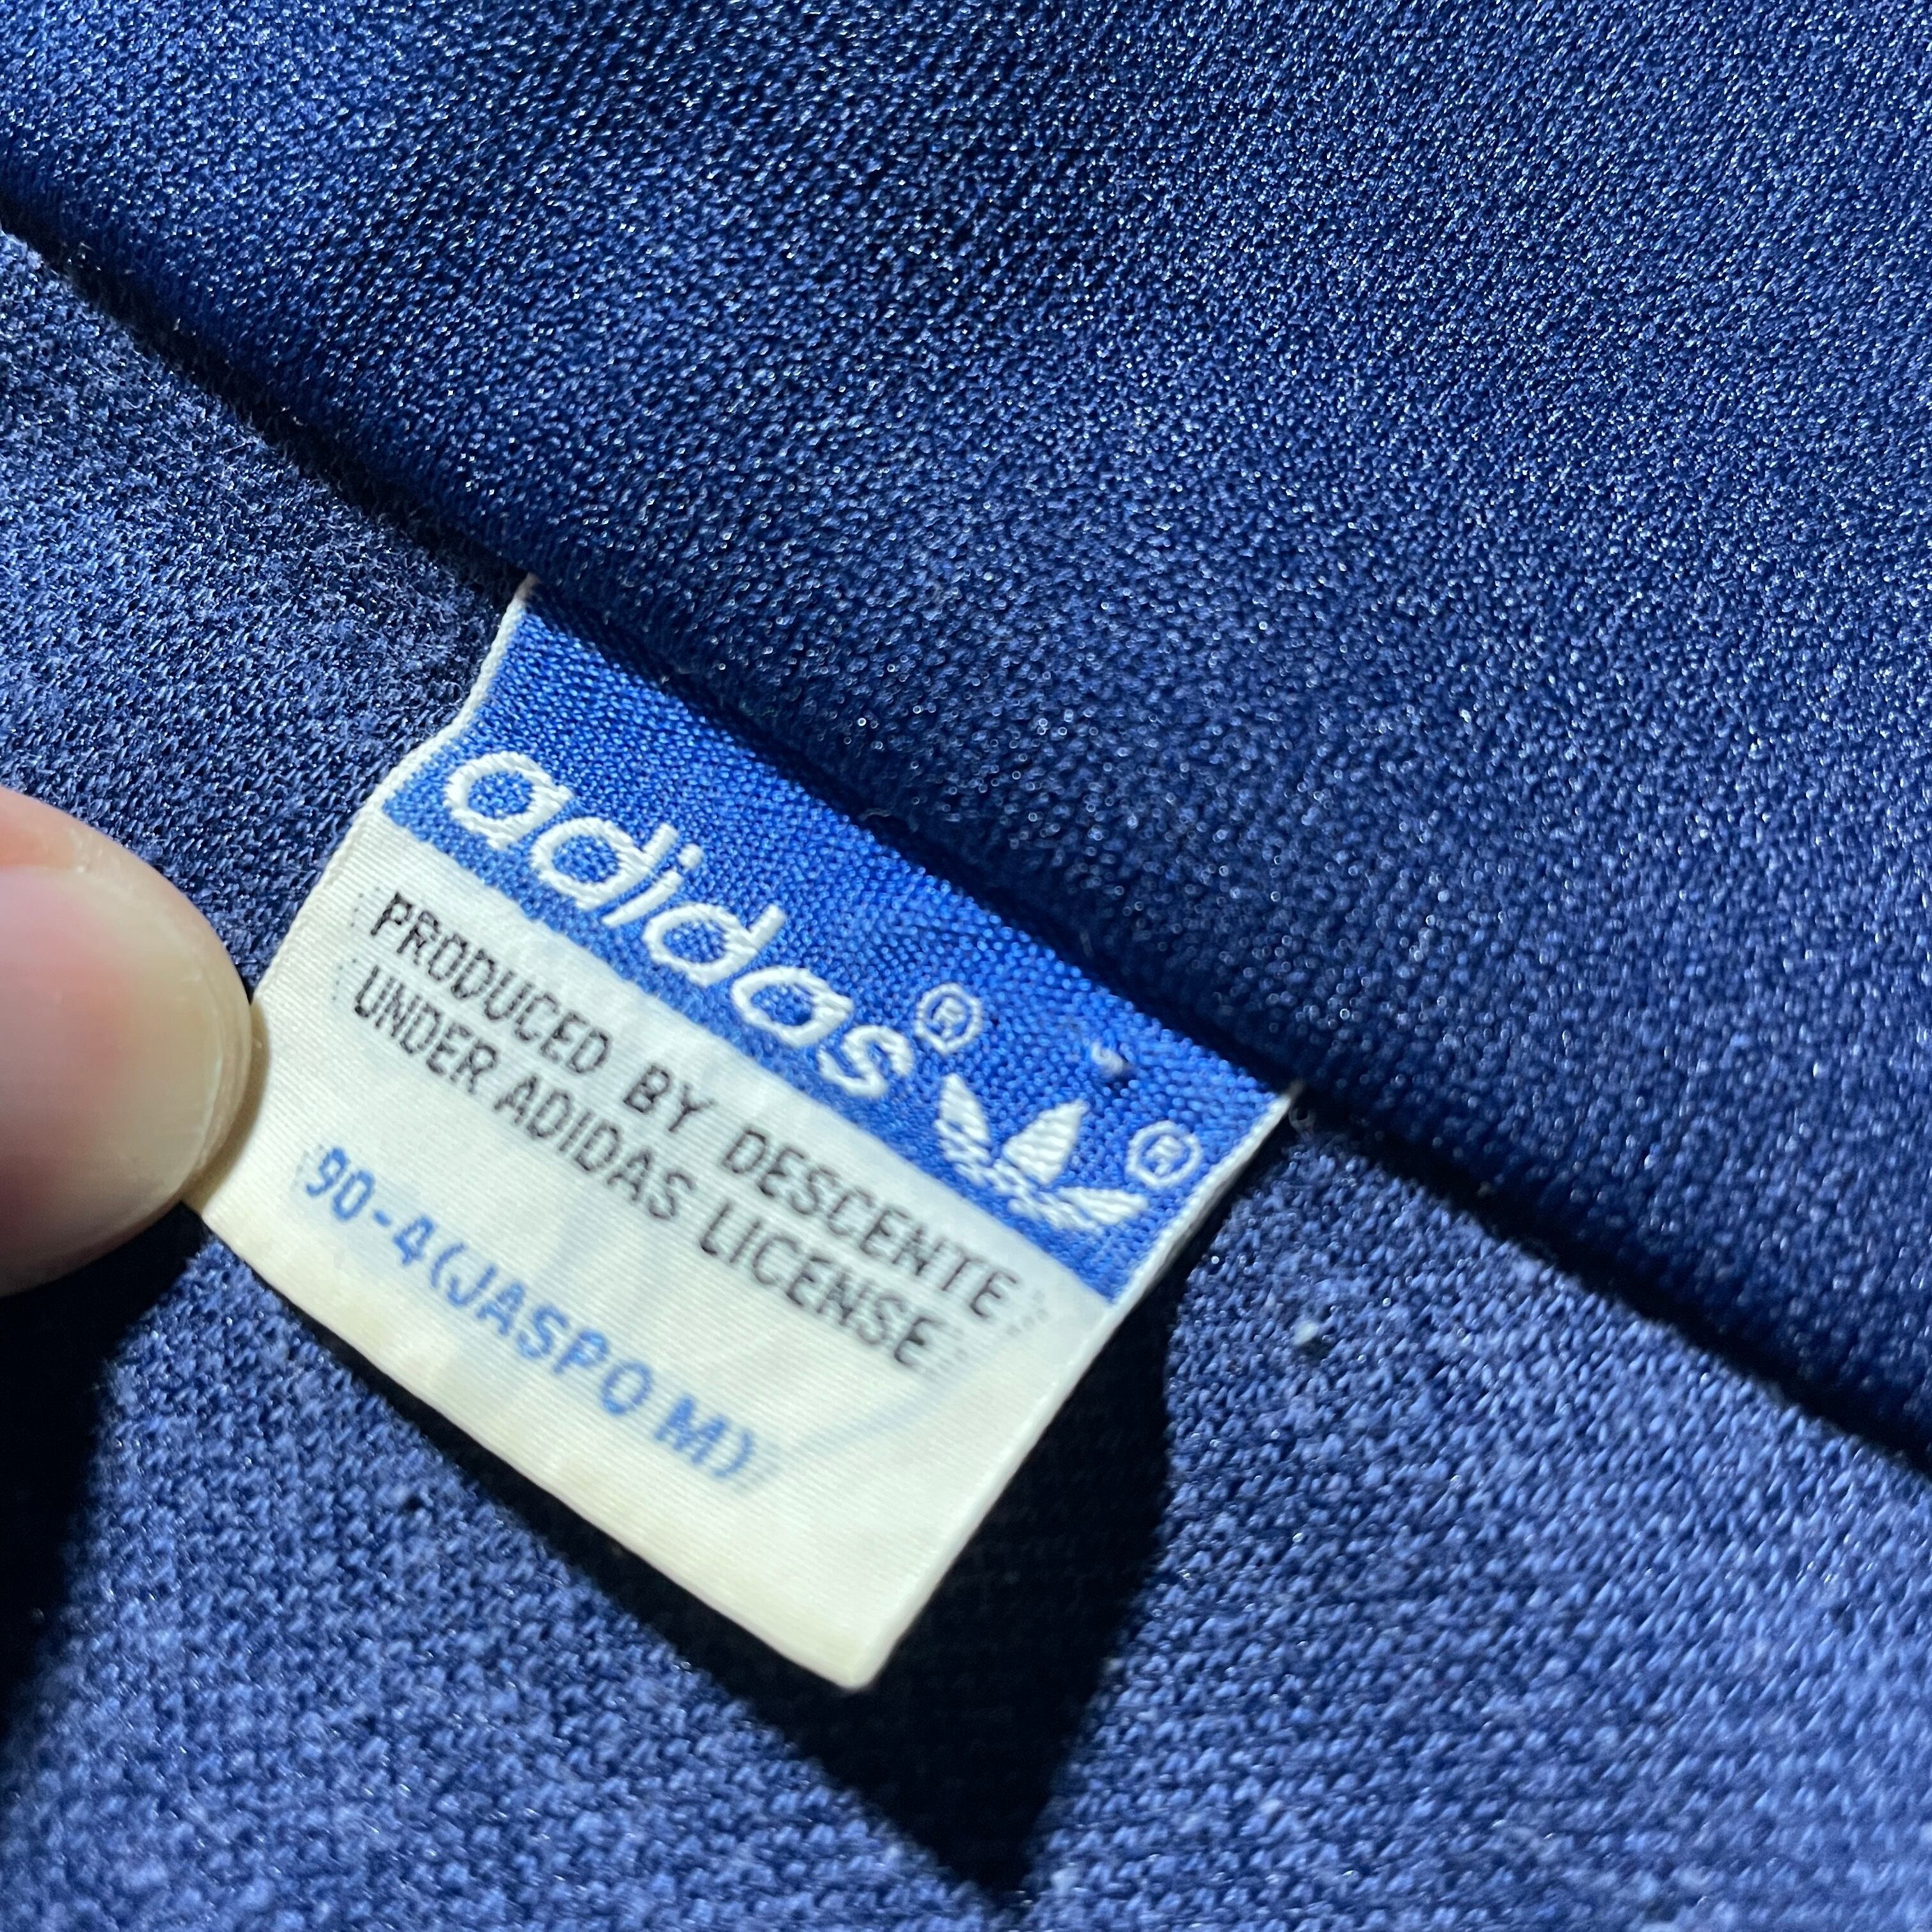 adidas®
®
PRODUCED BY DESCENTE
UNDER ADIDAS LICENSE
90-4(JASPO M)